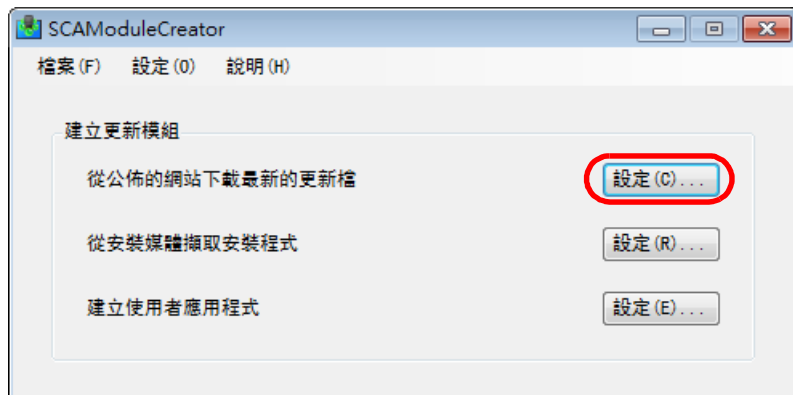 SCAModuleCreator
檔案(F) 設定(O) 說明(H)
建立更新模組
從公佈的網站下載最新的更新檔 設定(C)...
從安裝媒體擷取安裝程式 設定(R)...
建立使用者應用程式 設定(E)...